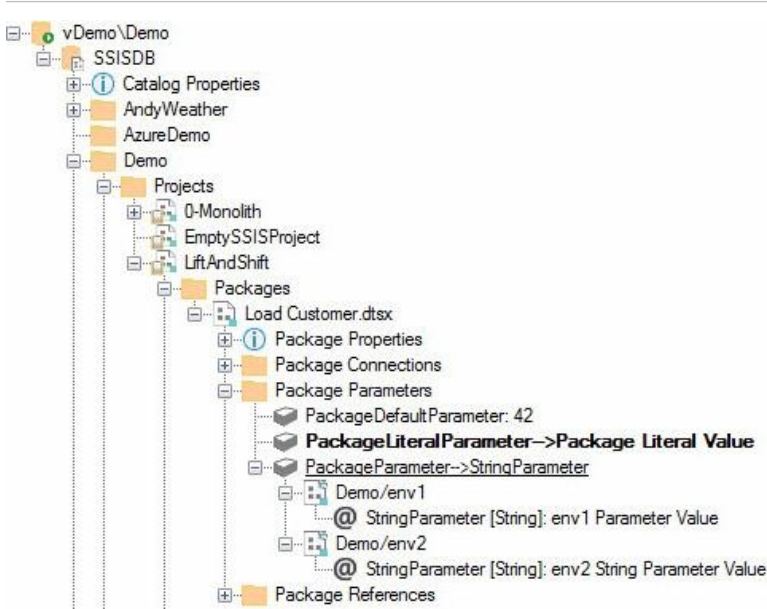 vDemo\Demo
SSISDB
Catalog Properties
AndyWeather
AzureDemo
Demo
Projects
0-Monolith
EmptySSISProject
LiftAndShift
Packages
Load Customer.dtsx
Package Properties
Package Connections
Package Parameters
PackageDefaultParameter: 42
PackageLiteralParameter-->Package Literal Value
PackageParameter-->StringParameter
Demo/env1
@ StringParameter [String]: env1 Parameter Value
Demo/env2
@ StringParameter [String]: env2 String Parameter Value
Package References